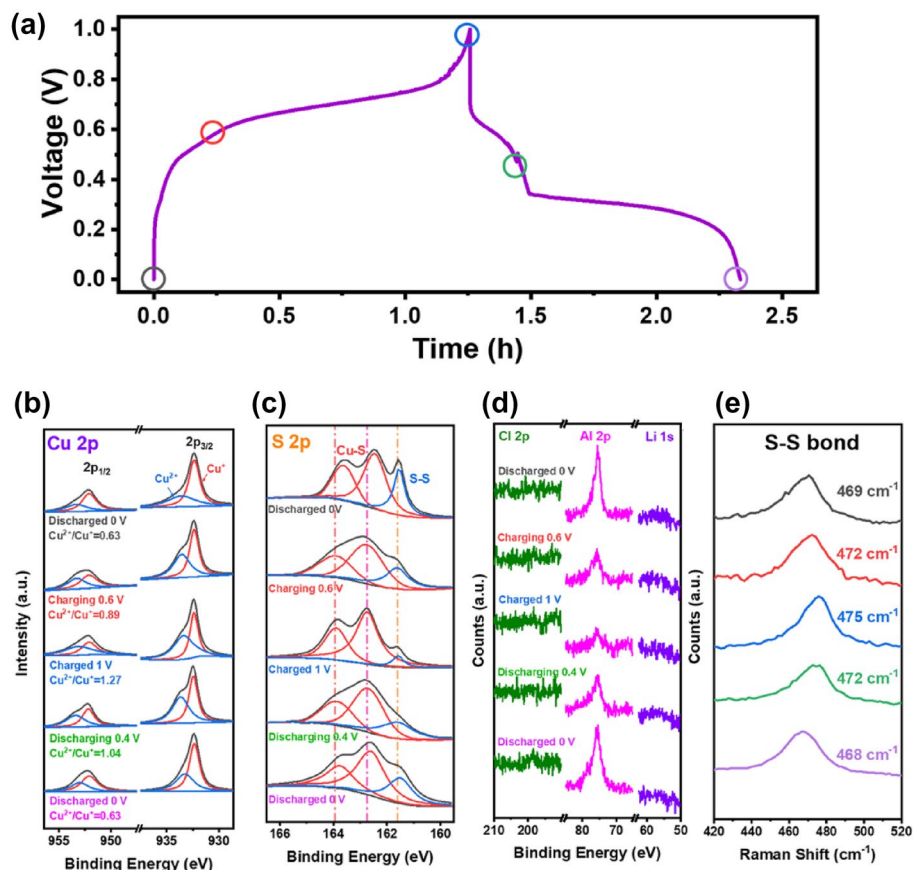 (a)
Voltage (V)
1.0
0.8
0.6
0.4
0.2
0.0
0.0 0.5 1.0 1.5 2.0 2.5
Time (h)
(b)
Cu 2p
2p3/2
2p1/2
Cu²⁺
Cu⁺
Discharged 0 V
Cu²⁺/Cu⁺=0.63
Charging 0.6 V
Cu²⁺/Cu⁺=0.89
Charged 1 V
Cu²⁺/Cu⁺=1.27
Discharging 0.4 V
Cu²⁺/Cu⁺=1.04
Discharged 0 V
Cu²⁺/Cu⁺=0.63
Intensity (a.u.)
955 950 935 930
Binding Energy (eV)
(c)
S 2p
Cu-S
S-S
Discharged 0V
Charging 0.6 V
Charged 1 V
Discharging 0.4 V
Discharged 0 V
166 164 162 160
Binding Energy (eV)
(d)
Cl 2p Al 2p Li 1s
Discharged 0 V
Charging 0.6 V
Charged 1 V
Discharging 0.4 V
Discharged 0 V
Counts (a.u.)
210 200 80 70 60 50
Binding Energy (eV)
(e)
S-S bond
469 cm⁻¹
472 cm⁻¹
475 cm⁻¹
472 cm⁻¹
468 cm⁻¹
Counts (a.u.)
420 440 460 480 500 520
Raman Shift (cm⁻¹)